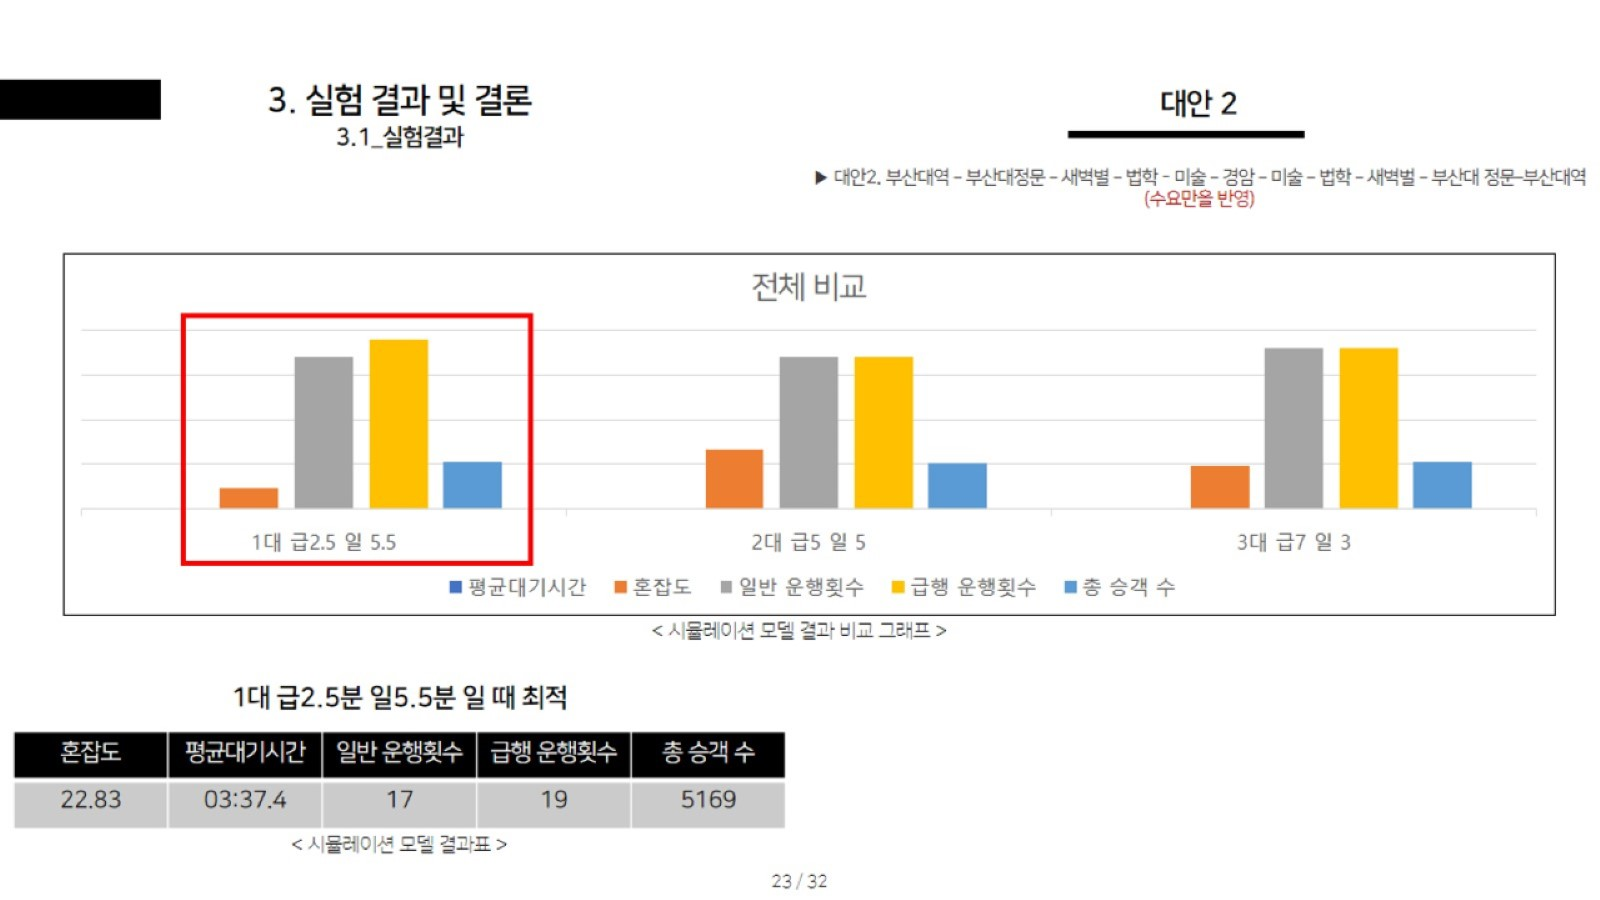 3. 실험 결과 및 결론
3.1_실험결과
대안 2
▶ 대안2. 부산대역 – 부산대정문 – 새벽별 – 법학 – 미술 – 경암 – 미술 – 법학 – 새벽벌 – 부산대 정문–부산대역
(수요만을 반영)
전체 비교
1대 급2.5 일 5.5
2대 급5 일 5
3대 급7 일 3
평균대기시간 혼잡도 일반 운행횟수 급행 운행횟수 총 승객 수
< 시뮬레이션 모델 결과 비교 그래프 >
1대 급2.5분 일5.5분 일 때 최적
혼잡도 평균대기시간 일반 운행횟수 급행 운행횟수 총 승객 수
22.83 03:37.4 17 19 5169
< 시뮬레이션 모델 결과표 >
23 / 32